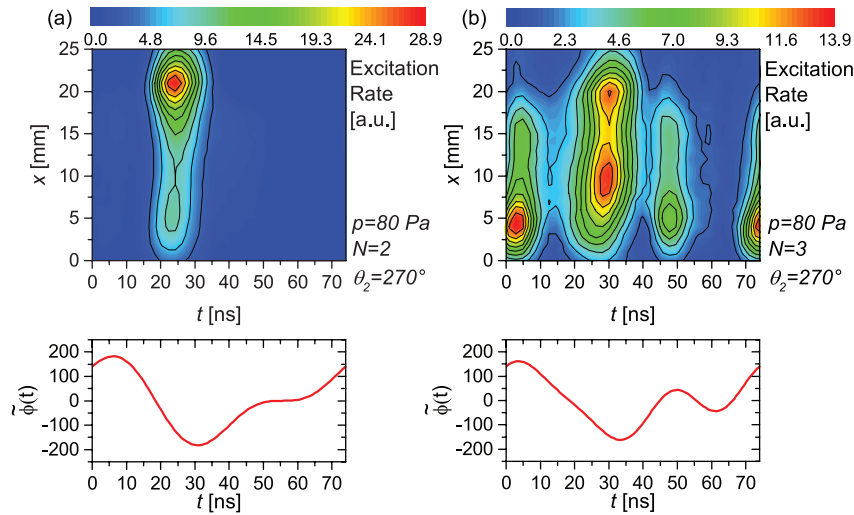 (a)
0.0 9.6 14.5 19.3 24.1 28.9
25
20
15
10
5
0
x [mm]
Excitation
Rate
[a.u.]
p=80 Pa
N=2
θ₂=270°
0 10 20 30 40 50 60 70
t [ns]
200
100
0
-100
-200
ϕ̃(t)
0 10 20 30 40 50 60 70
t [ns]
(b)
0.0 2.3 4.6 7.0 9.3 11.6 13.9
25
20
15
10
5
0
x [mm]
Excitation
Rate
[a.u.]
p=80 Pa
N=3
θ₂=270°
0 10 20 30 40 50 60 70
t [ns]
200
100
0
-100
-200
ϕ̃(t)
0 10 20 30 40 50 60 70
t [ns]